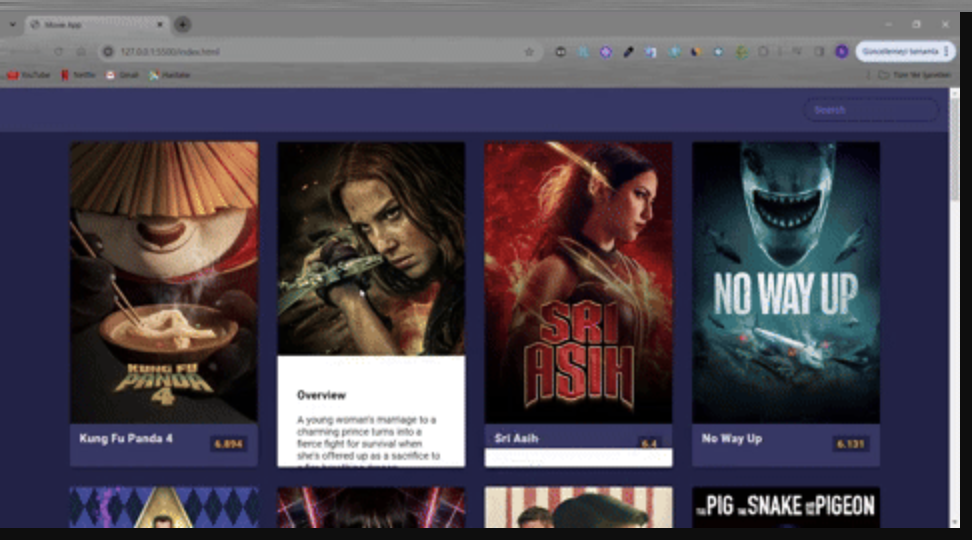 Movie App
127.0.0.1:5500/index.html
Güncellemeyi tamamla
YouTube
Netflix
Gmail
Haritalar
Tüm Yer İşaretleri
Search
KUNG FU
PANDA
4
Kung Fu Panda 4
6.894
Overview
A young woman's marriage to a
charming prince turns into a
fierce fight for survival when
she's offered up as a sacrifice to
a fire-breathing dragon.
SRI
ASIH
Sri Asih
6.4
NO WAY UP
No Way Up
6.131
THE PIG THE SNAKE AND THE PIGEON